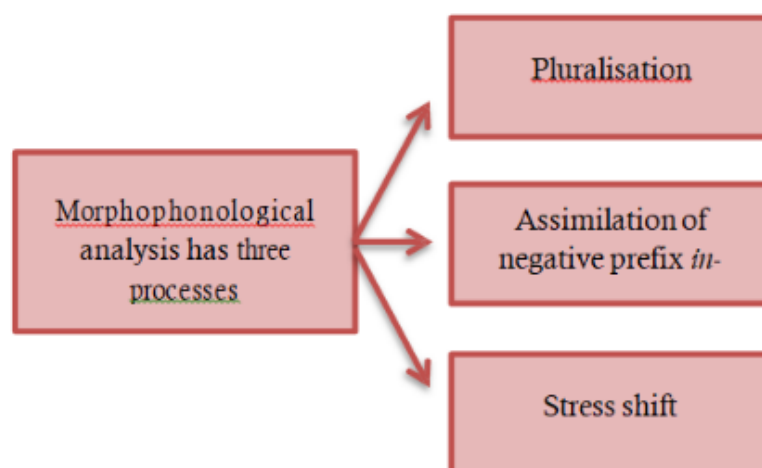 Pluralisation
Morphophonological
analysis has three
processes
Assimilation of
negative prefix in-
Stress shift